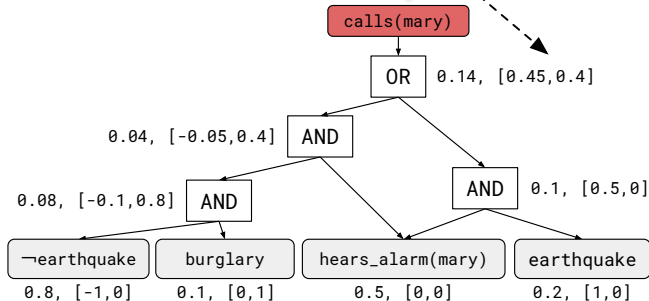 calls(mary)
OR 0.14, [0.45,0.4]
0.04, [-0.05,0.4] AND
0.08, [-0.1,0.8] AND
AND 0.1, [0.5,0]
¬earthquake burglary hears_alarm(mary) earthquake
0.8, [-1,0] 0.1, [0,1] 0.5, [0,0] 0.2, [1,0]